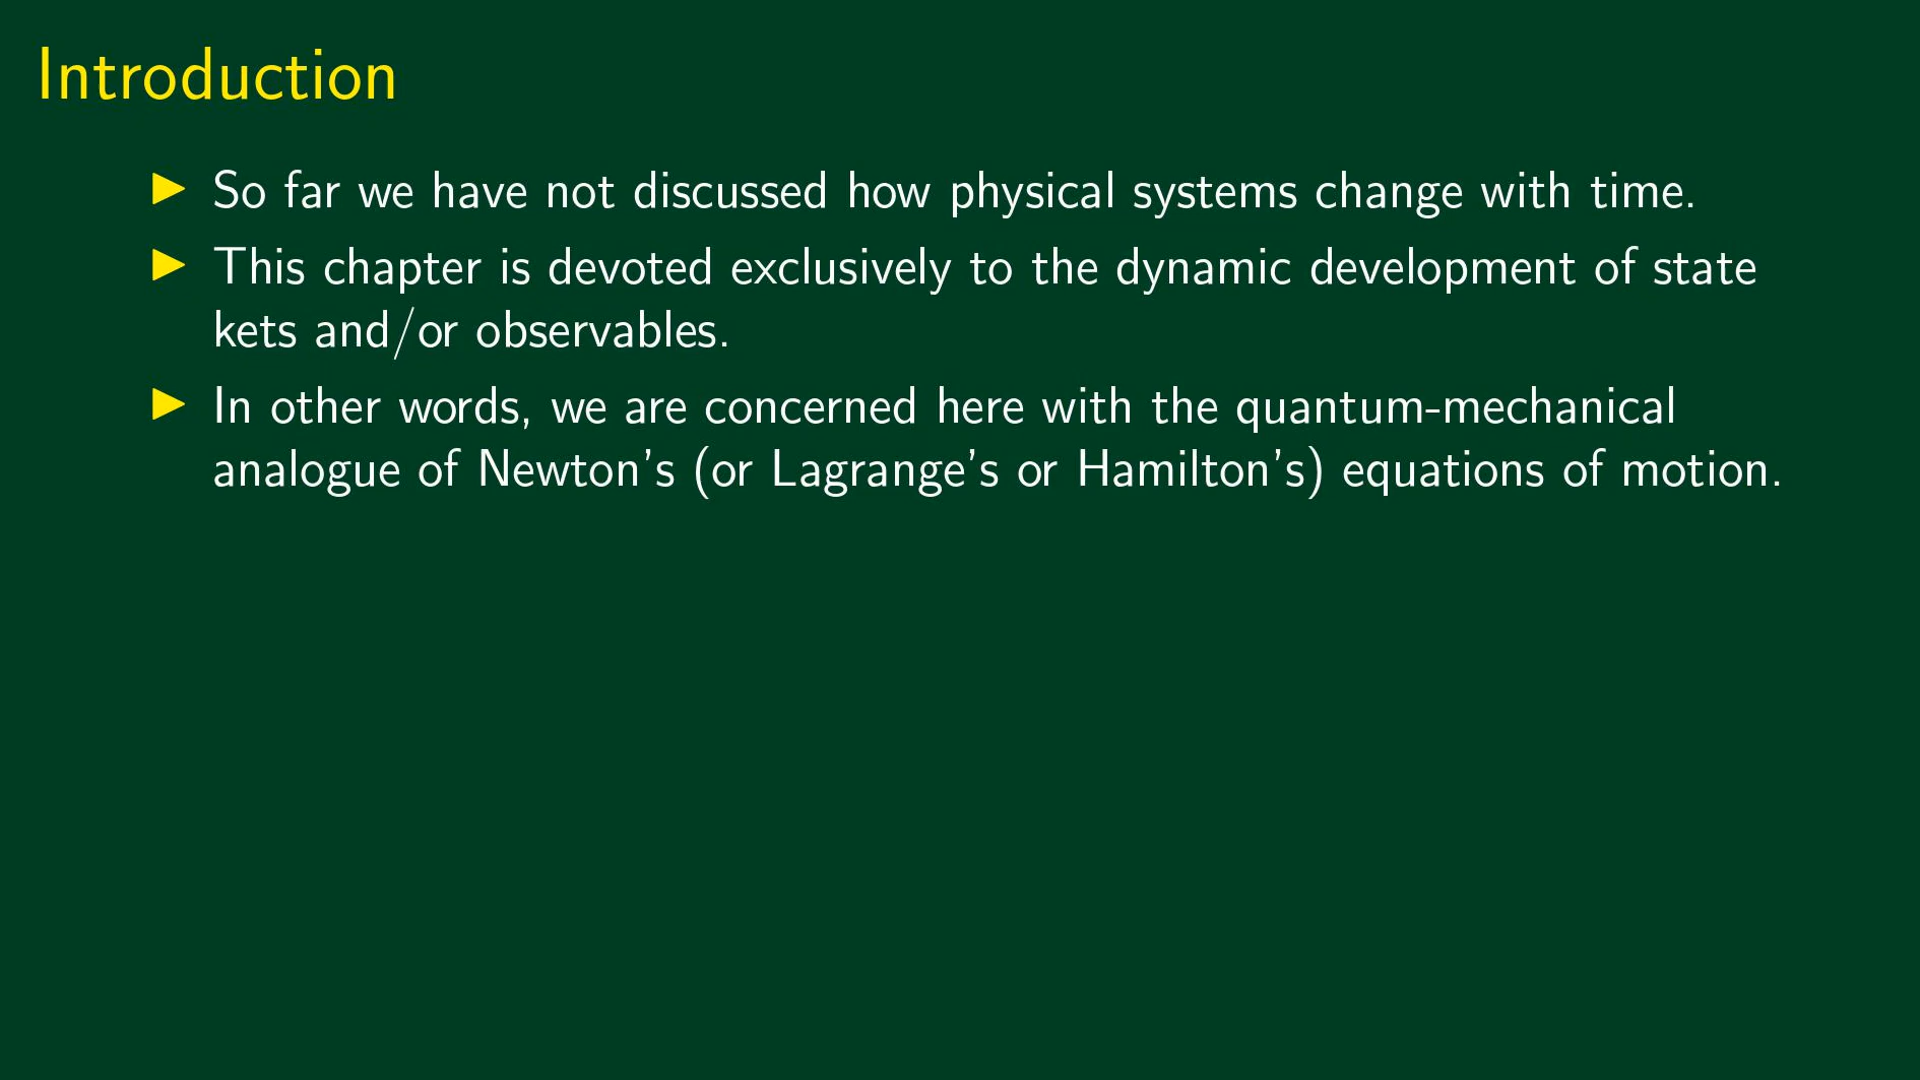 Introduction
So far we have not discussed how physical systems change with time.
This chapter is devoted exclusively to the dynamic development of state
kets and/or observables.
In other words, we are concerned here with the quantum-mechanical
analogue of Newton's (or Lagrange's or Hamilton's) equations of motion.